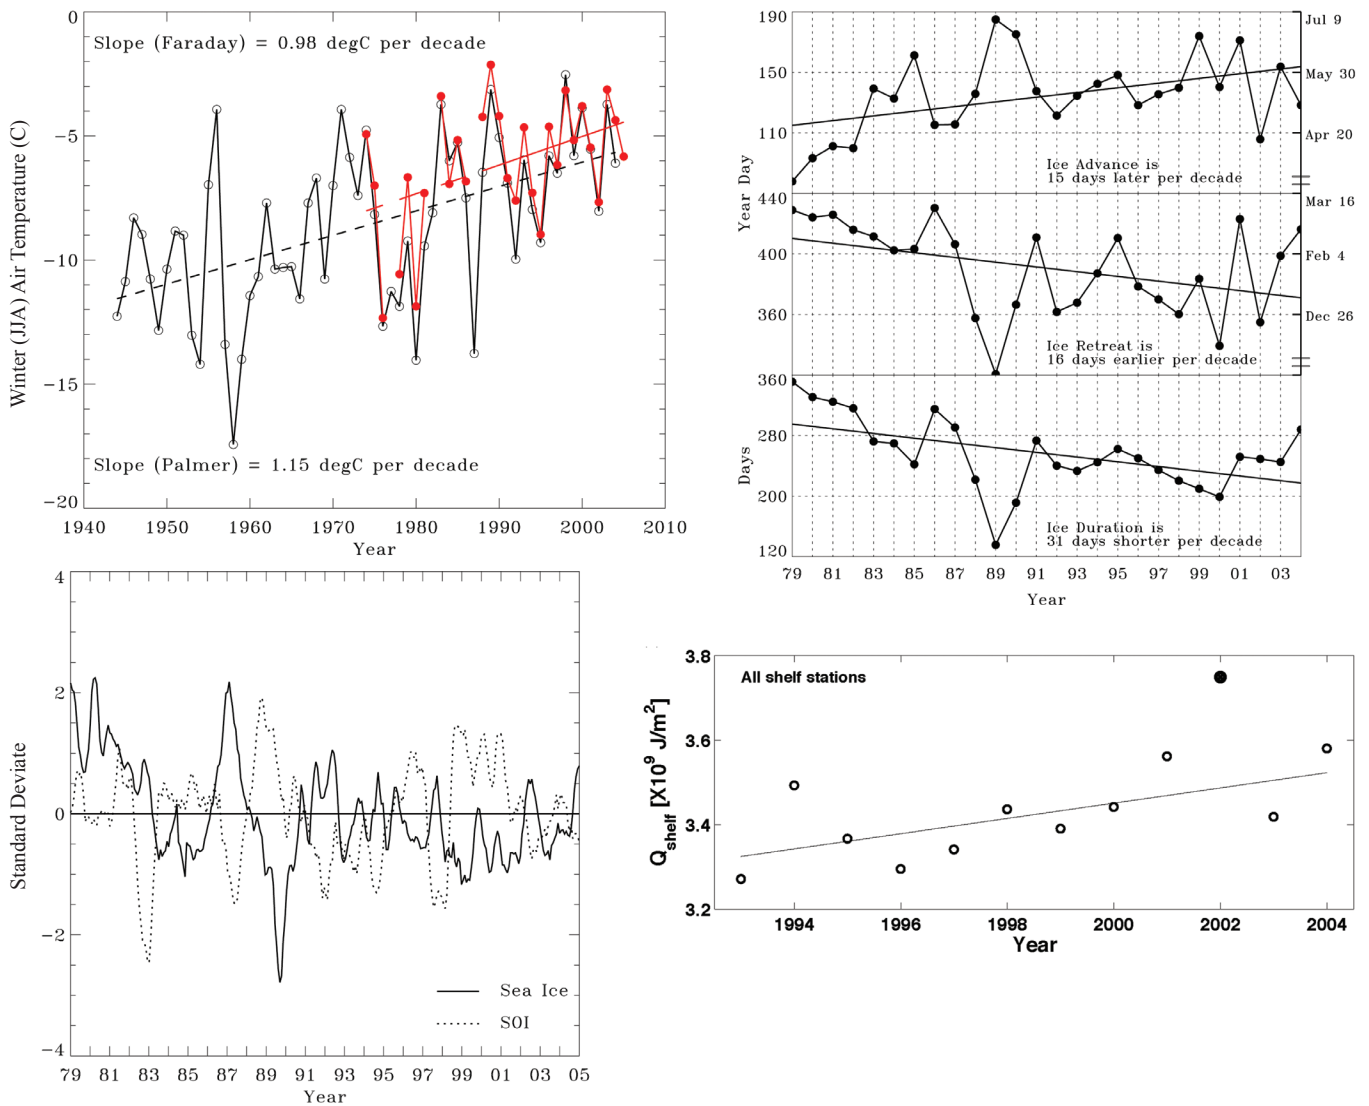 Slope (Faraday) = 0.98 degC per decade
Slope (Palmer) = 1.15 degC per decade
Winter (JJA) Air Temperature (C)
0
−5
−10
−15
−20
1940 1950 1960 1970 1980 1990 2000 2010
Year
190
150
110
Year Day
Jul 9
May 30
Apr 20
Ice Advance is
15 days later per decade
440
400
360
Mar 16
Feb 4
Dec 26
Ice Retreat is
16 days earlier per decade
360
280
200
120
Days
Ice Duration is
31 days shorter per decade
79 81 83 85 87 89 91 93 95 97 99 01 03
Year
4
2
0
−2
−4
Standard Deviate
Sea Ice
SOI
79 81 83 85 87 89 91 93 95 97 99 01 03 05
Year
3.8
3.6
3.4
3.2
Qshelf [X10⁹ J/m²]
All shelf stations
1994 1996 1998 2000 2002 2004
Year